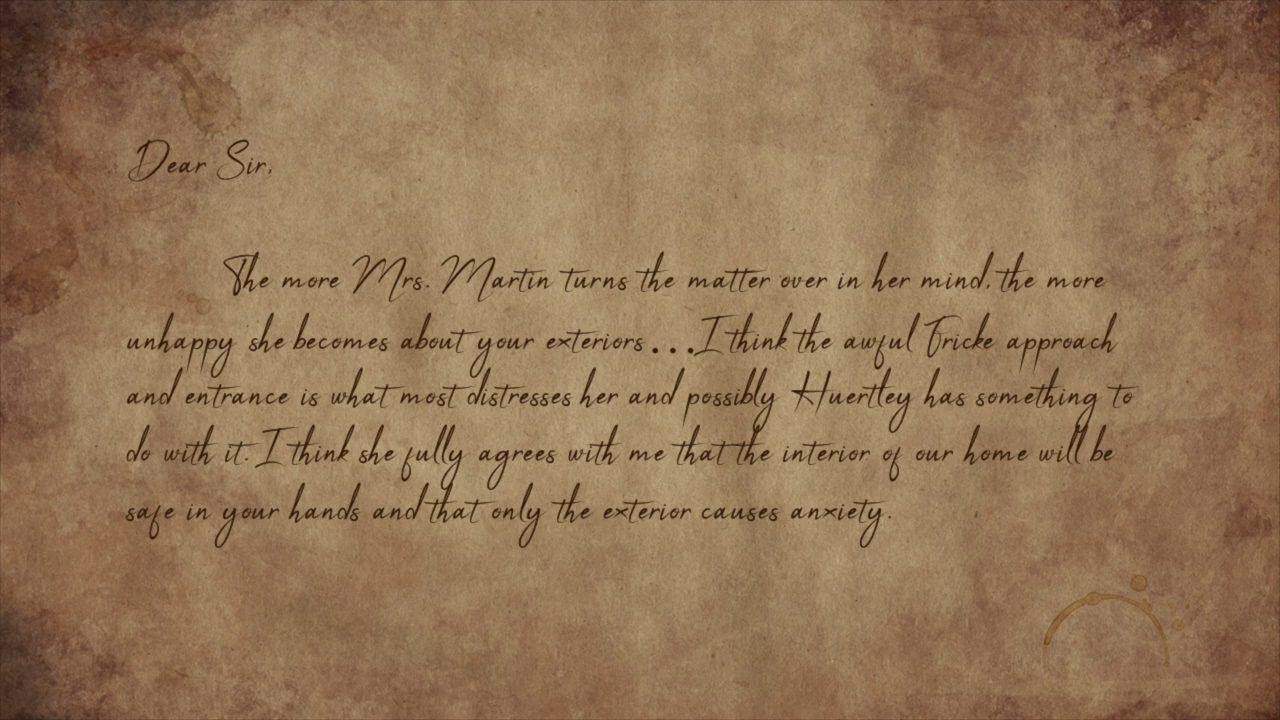 Dear Sir,
The more Mrs. Martin turns the matter over in her mind, the more
unhappy she becomes about your exteriors...I think the awful Fricke approach
and entrance is what most distresses her and possibly Huertley has something to
do with it. I think she fully agrees with me that the interior of our home will be
safe in your hands and that only the exterior causes anxiety.